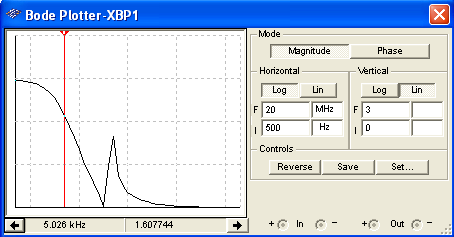 Bode Plotter-XBP1
Mode
Magnitude Phase
Horizontal Vertical
Log Lin Log Lin
F 20 MHz F 3
I 500 Hz I 0
Controls
Reverse Save Set...
5.026 kHz 1.607744
+ In − + Out −